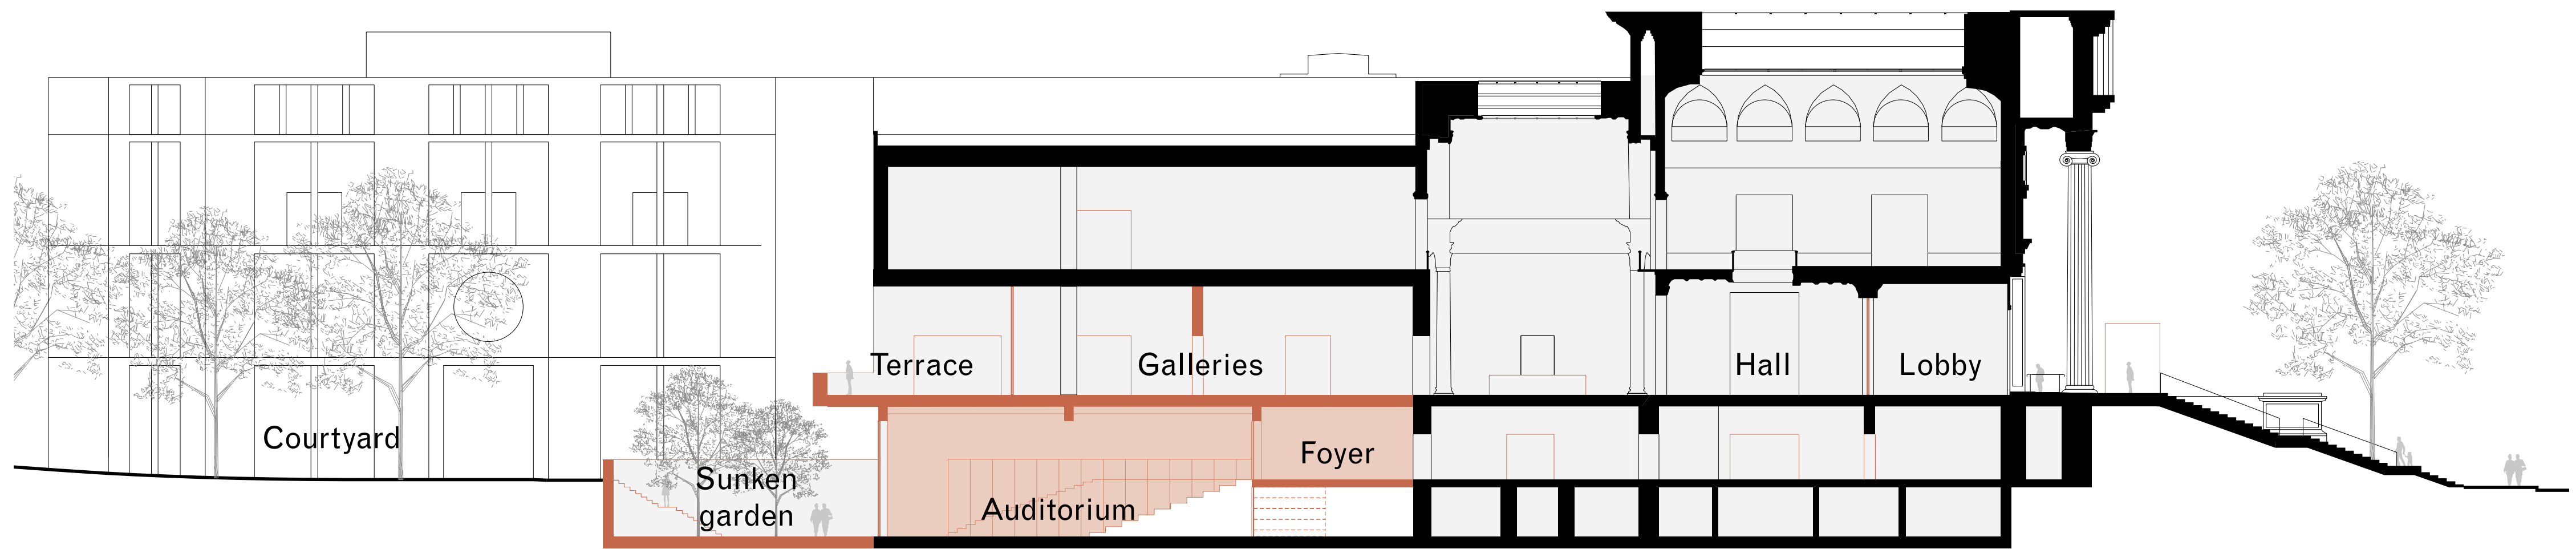 Terrace
Galleries
Hall
Lobby
Courtyard
Foyer
Sunken
garden
Auditorium